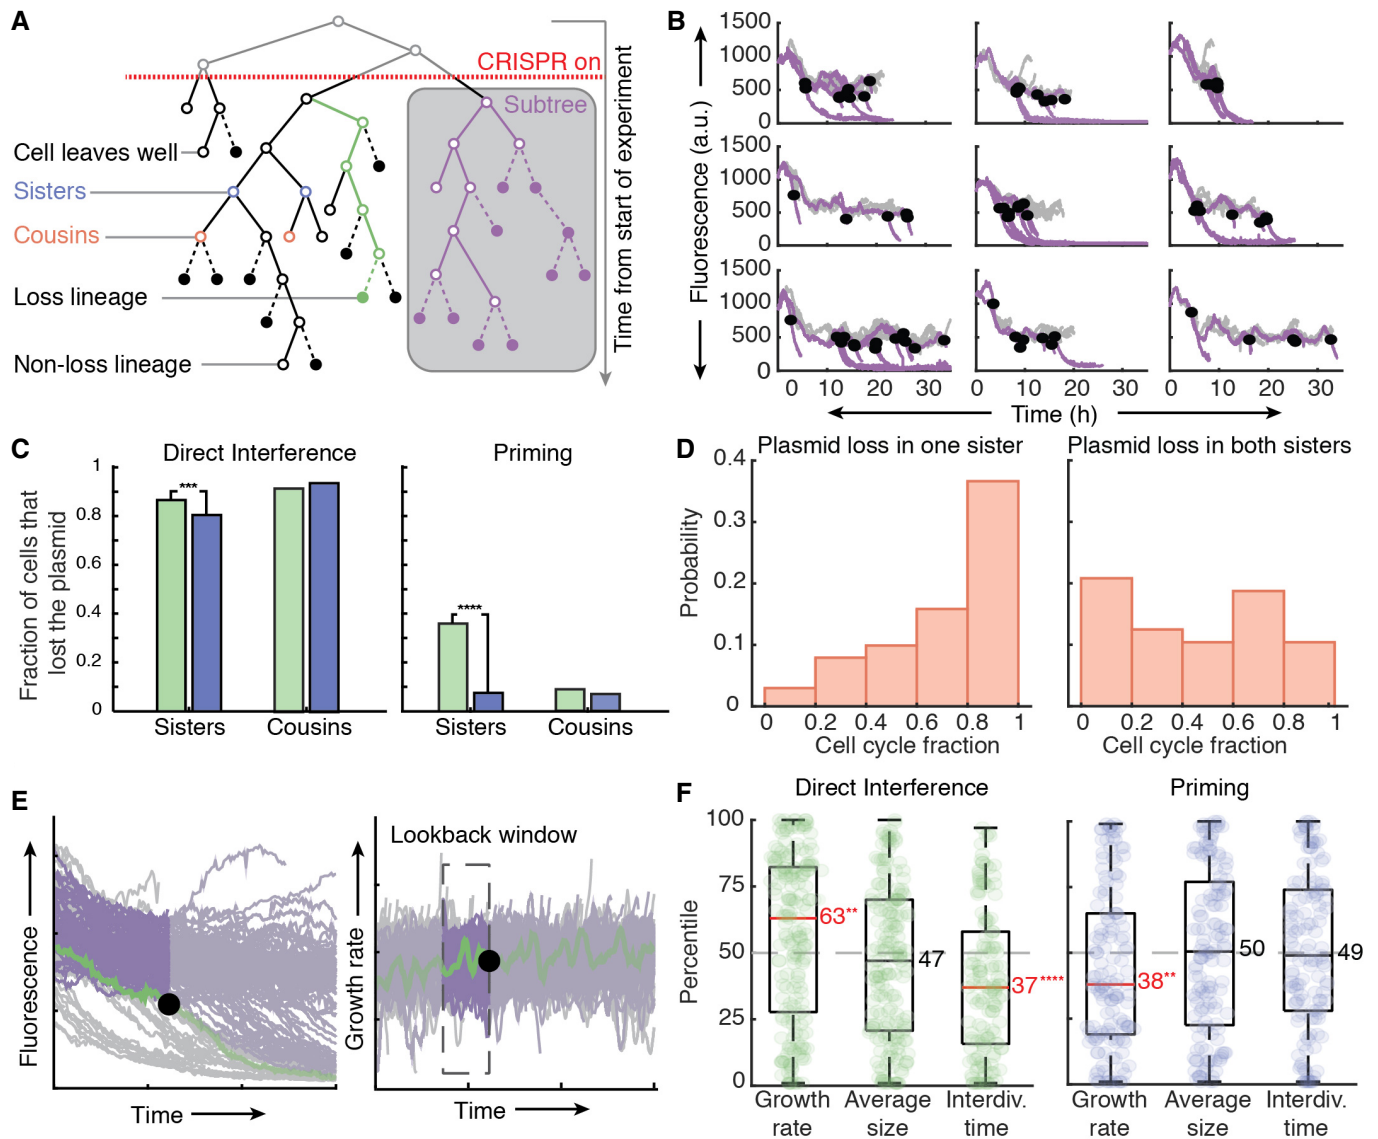 A
CRISPR on
Subtree
Cell leaves well
Sisters
Cousins
Loss lineage
Non-loss lineage
Time from start of experiment
B
1500
1000
500
0
1500
1000
500
0
1500
1000
500
0
0 10 20 30
0 10 20 30
0 10 20 30
Fluorescence (a.u.)
Time (h)
C
Direct Interference
Priming
Fraction of cells that
lost the plasmid
1
0.8
0.6
0.4
0.2
0
***
****
Sisters Cousins
Sisters Cousins
D
Plasmid loss in one sister
Plasmid loss in both sisters
Probability
0.4
0.3
0.2
0.1
0
0 0.2 0.4 0.6 0.8 1
0 0.2 0.4 0.6 0.8 1
Cell cycle fraction
Cell cycle fraction
E
Fluorescence
Time
Lookback window
Growth rate
Time
F
Direct Interference
Priming
Percentile
100
75
50
25
0
63**
47
37****
38**
50
49
Growth
rate
Average
size
Interdiv.
time
Growth
rate
Average
size
Interdiv.
time